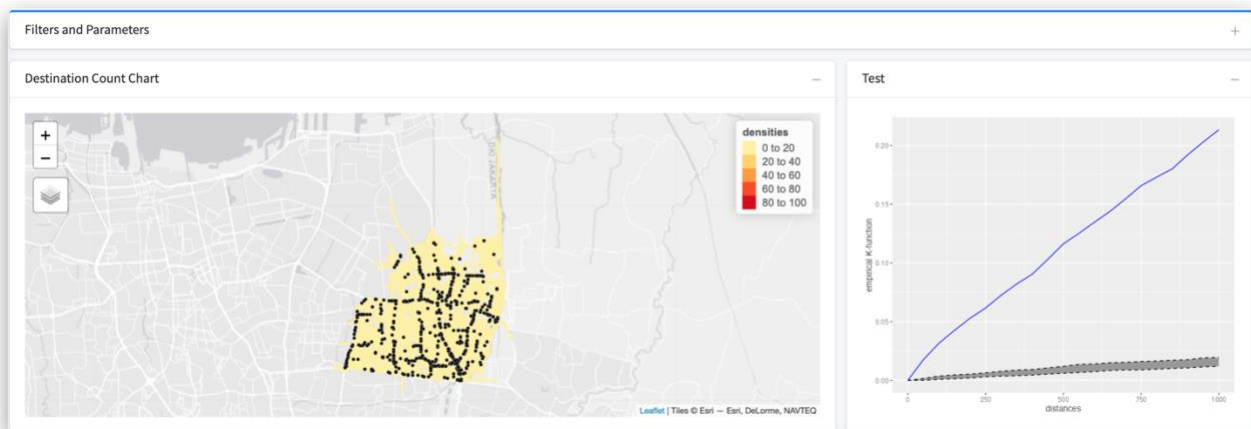 Filters and Parameters
+
Destination Count Chart
−
Test
−
+
−
densities
0 to 20
20 to 40
40 to 60
60 to 80
80 to 100
DKI JAKARTA
Leaflet | Tiles © Esri — Esri, DeLorme, NAVTEQ
empirical K-function
0.20
0.15
0.10
0.05
0.00
0 250 500 750 1000
distances